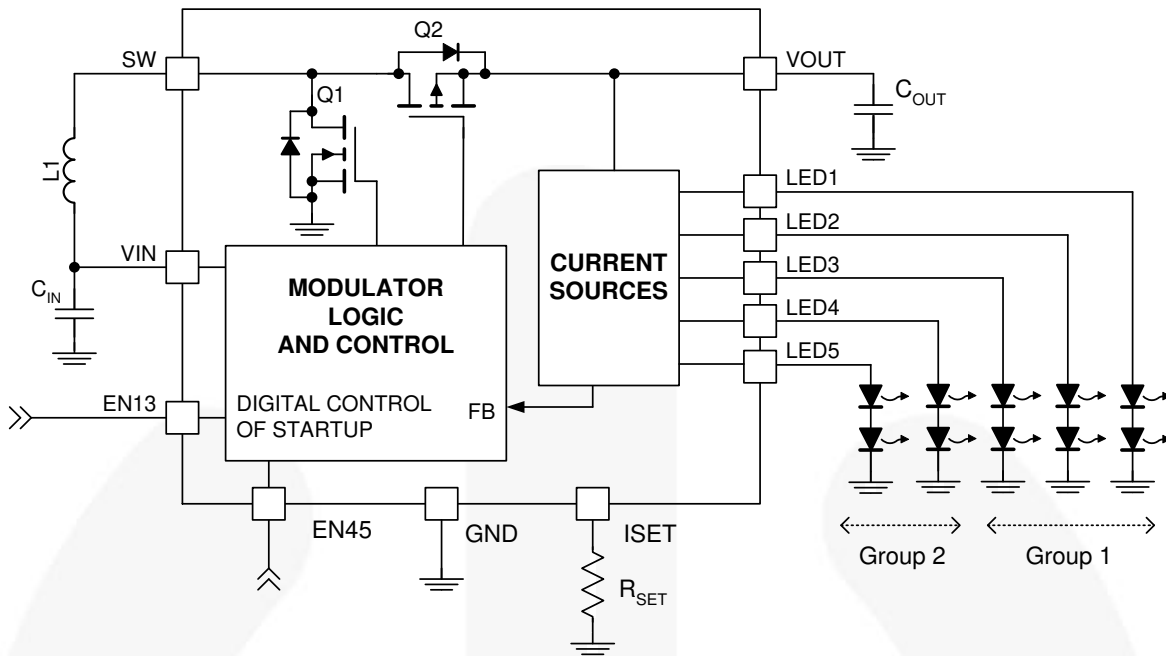 Q2
SW
VOUT
Q1
C_OUT
L1
LED1
LED2
VIN
CURRENT
SOURCES
LED3
C_IN
MODULATOR
LOGIC
AND CONTROL
LED4
LED5
EN13
DIGITAL CONTROL
OF STARTUP
FB
EN45
GND
ISET
Group 2
Group 1
R_SET